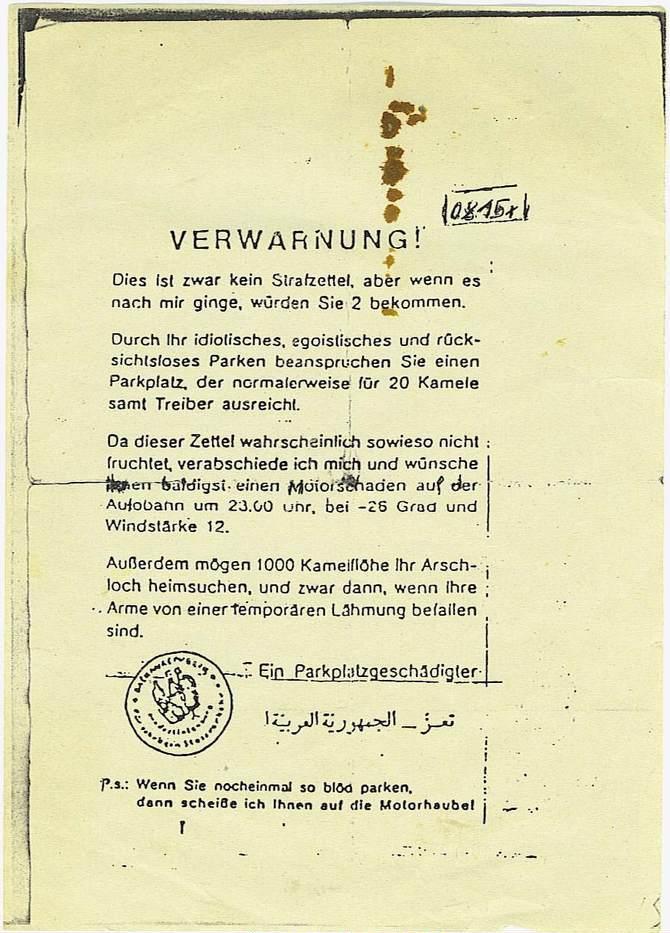 08.15
VERWARNUNG!
Dies ist zwar kein Strafzettel, aber wenn es
nach mir ginge, würden Sie 2 bekommen.
Durch Ihr idiotisches, egoistisches und rück-
sichtsloses Parken beanspruchen Sie einen
Parkplatz, der normalerweise für 20 Kamele
samt Treiber ausreicht.
Da dieser Zettel wahrscheinlich sowieso nicht
fruchtet, verabschiede ich mich und wünsche
Ihnen baldigst einen Motorschaden auf der
Autobahn um 23.00 Uhr, bei -26 Grad und
Windstärke 12.
Außerdem mögen 1000 Kamelflöhe Ihr Arsch-
loch heimsuchen, und zwar dann, wenn Ihre
Arme von einer temporären Lähmung befallen
sind.
Ein Parkplatzgeschädigter
تعز - الجمهورية العربية ا
P.s.: Wenn Sie nocheinmal so blöd parken,
dann scheiße ich Ihnen auf die Motorhaube!